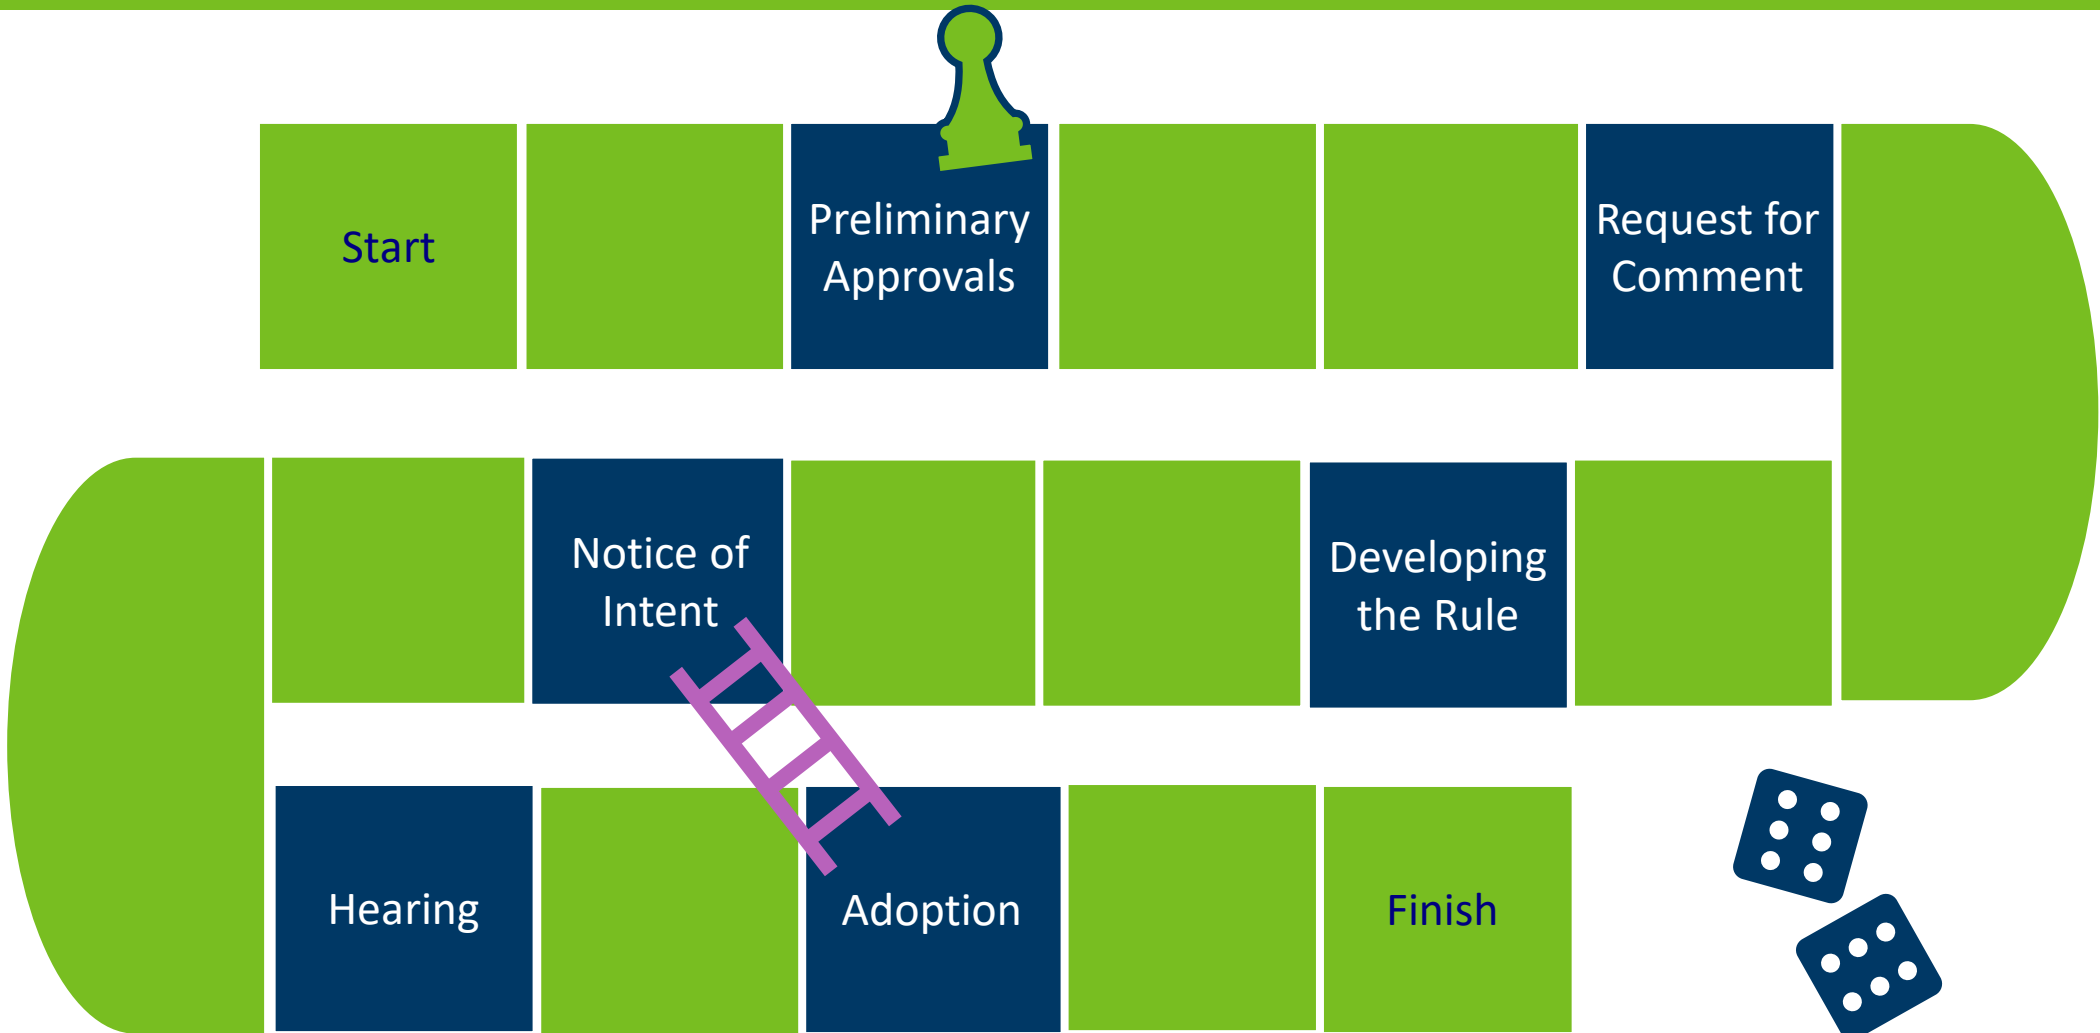 Start
Preliminary
Approvals
Request for
Comment
Developing
the Rule
Notice of
Intent
Hearing
Adoption
Finish